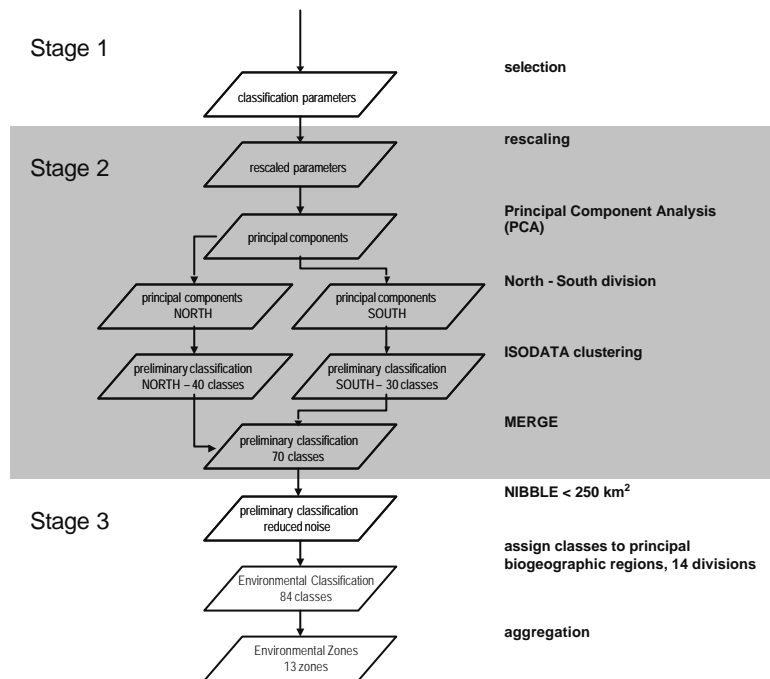 Stage 1
selection
classification parameters
rescaling
Stage 2
rescaled parameters
Principal Component Analysis
(PCA)
principal components
North - South division
principal components
NORTH
principal components
SOUTH
ISODATA clustering
preliminary classification
NORTH – 40 classes
preliminary classification
SOUTH – 30 classes
MERGE
preliminary classification
70 classes
NIBBLE < 250 km²
Stage 3
preliminary classification
reduced noise
assign classes to principal
biogeographic regions, 14 divisions
Environmental Classification
84 classes
aggregation
Environmental Zones
13 zones